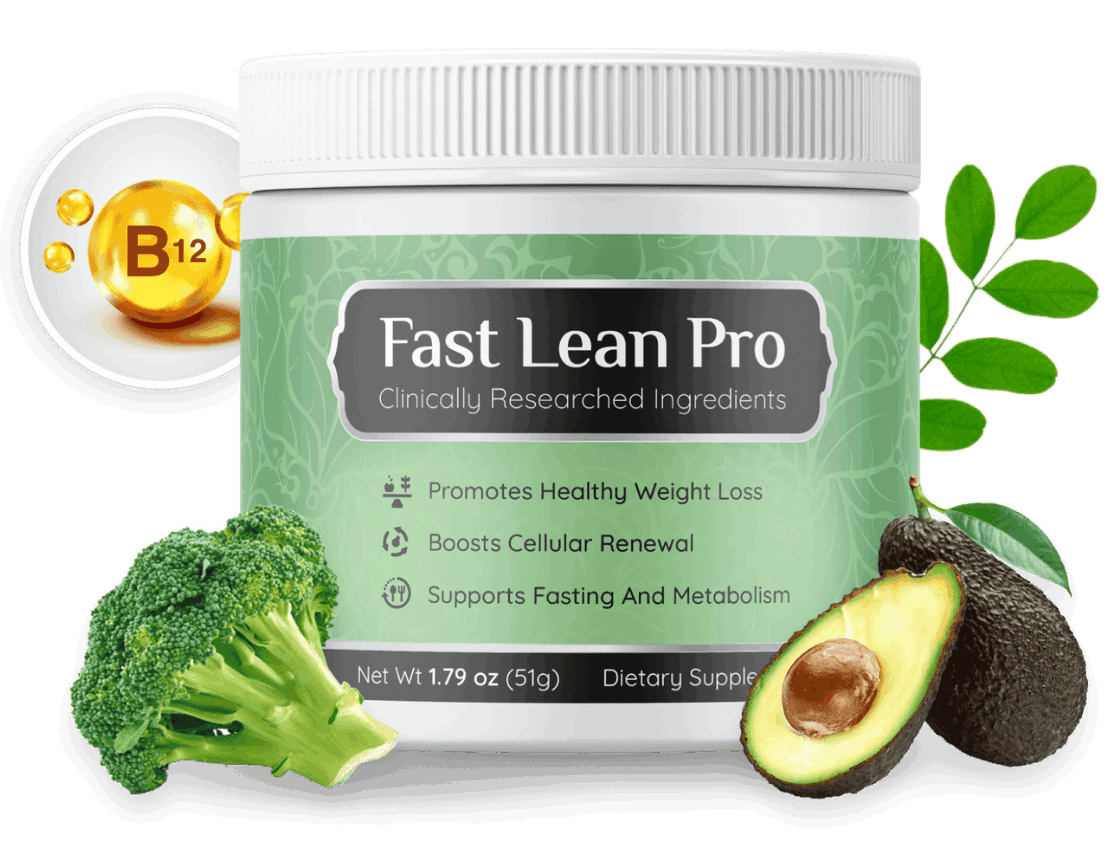 B12
Fast Lean Pro
Clinically Researched Ingredients
Promotes Healthy Weight Loss
Boosts Cellular Renewal
Supports Fasting And Metabolism
Net Wt 1.79 oz (51g) Dietary